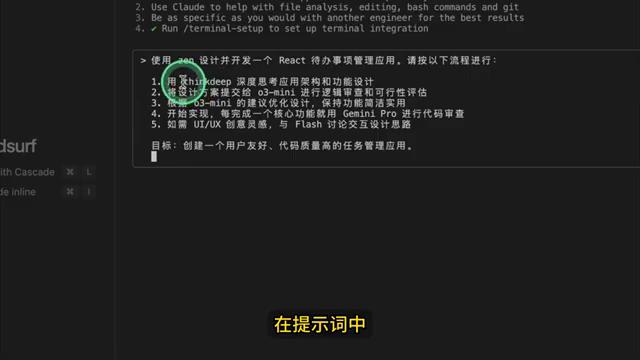 2. Use Claude to help with file analysis, editing, bash commands and git
3. Be as specific as you would with another engineer for the best results
4. ✔ Run /terminal-setup to set up terminal integration
> 使用 zen 设计并开发一个 React 待办事项管理应用。请按以下流程进行：
1. 用 thinkdeep 深度思考应用架构和功能设计
2. 将设计方案提交给 o3-mini 进行逻辑审查和可行性评估
3. 根据 o3-mini 的建议优化设计，保持功能简洁实用
4. 开始实现，每完成一个核心功能就用 Gemini Pro 进行代码审查
5. 如需 UI/UX 创意灵感，与 Flash 讨论交互设计思路
目标：创建一个用户友好、代码质量高的任务管理应用。
dsurf
ith Cascade ⌘ L
de inline ⌘ I
在提示词中